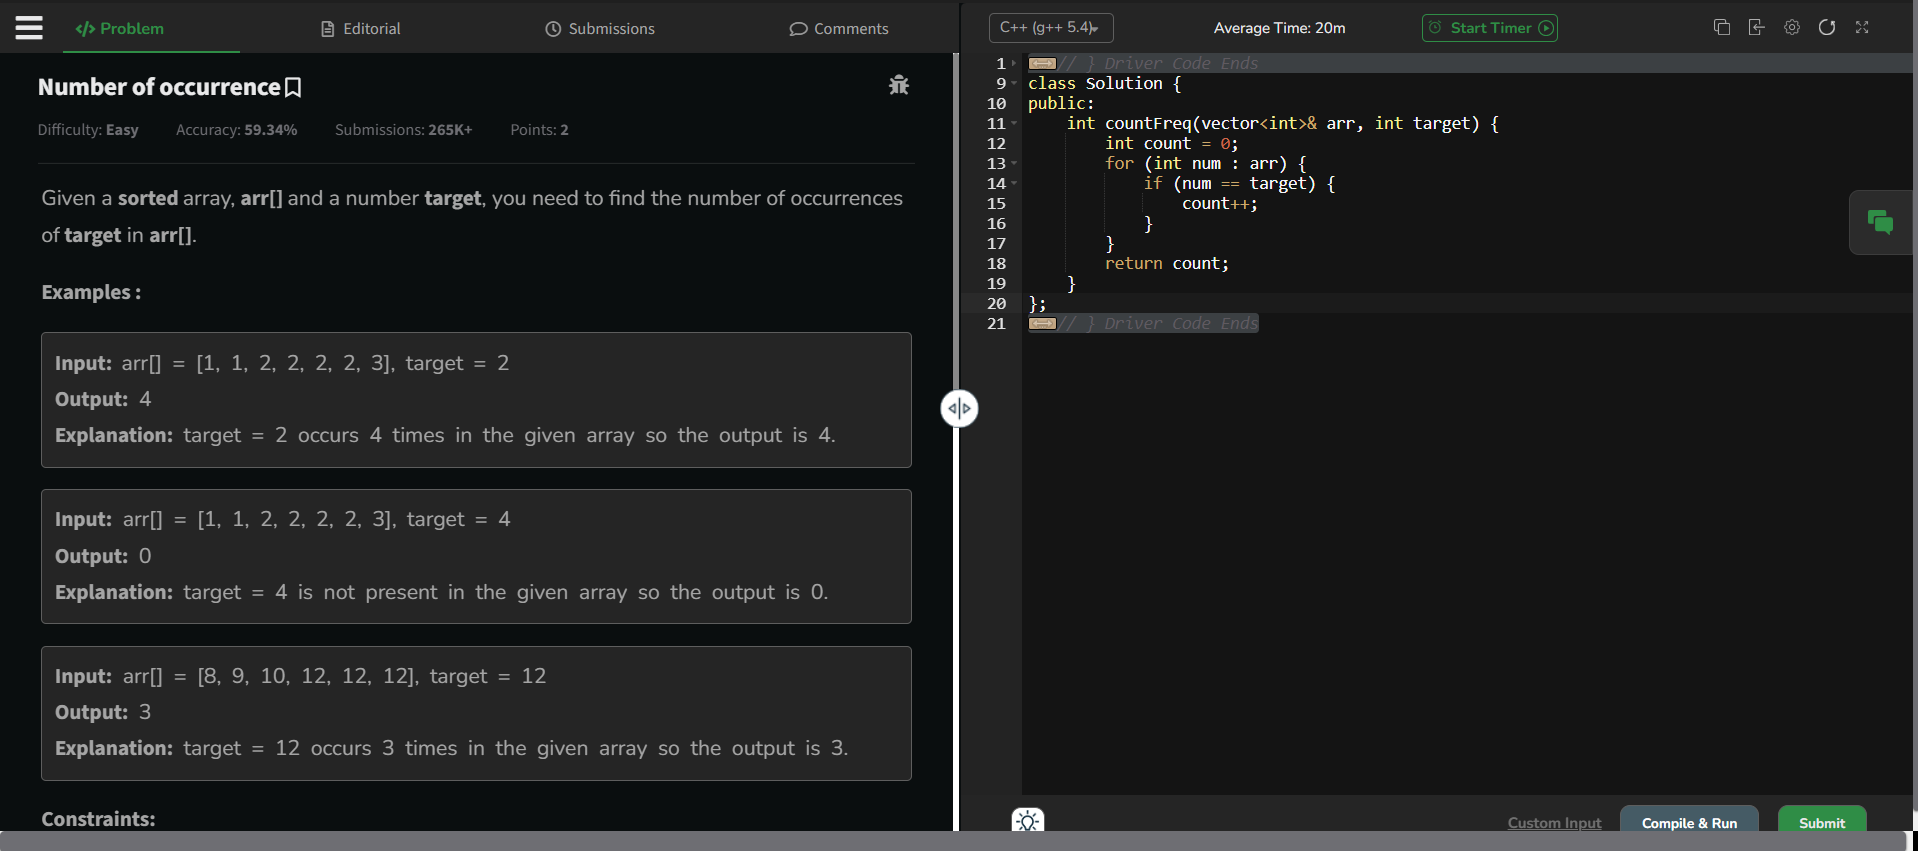 </> Problem
Editorial
Submissions
Comments
Number of occurrence
Difficulty: Easy Accuracy: 59.34% Submissions: 265K+ Points: 2
Given a sorted array, arr[] and a number target, you need to find the number of occurrences
of target in arr[].
Examples :
Input: arr[] = [1, 1, 2, 2, 2, 2, 3], target = 2
Output: 4
Explanation: target = 2 occurs 4 times in the given array so the output is 4.
Input: arr[] = [1, 1, 2, 2, 2, 2, 3], target = 4
Output: 0
Explanation: target = 4 is not present in the given array so the output is 0.
Input: arr[] = [8, 9, 10, 12, 12, 12], target = 12
Output: 3
Explanation: target = 12 occurs 3 times in the given array so the output is 3.
Constraints:
C++ (g++ 5.4)
Average Time: 20m
Start Timer
1 // } Driver Code Ends
9 class Solution {
10 public:
11 int countFreq(vector<int>& arr, int target) {
12 int count = 0;
13 for (int num : arr) {
14 if (num == target) {
15 count++;
16 }
17 }
18 return count;
19 }
20 };
21 // } Driver Code Ends
Custom Input
Compile & Run
Submit